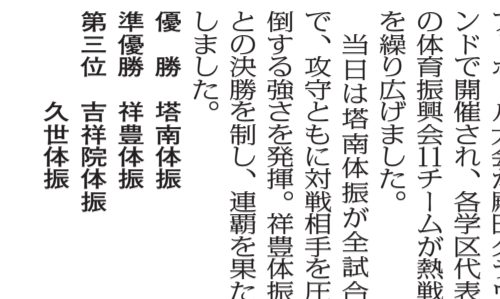 ンドで開催され、各学区代表
の体育振興会11チームが熱戦
を繰り広げました。
当日は塔南体振が全試合
で、攻守ともに対戦相手を圧
倒する強さを発揮。祥豊体振
との決勝を制し、連覇を果た
しました。
優　勝　塔南体振
準優勝　祥豊体振
第三位　吉祥院体振
久世体振